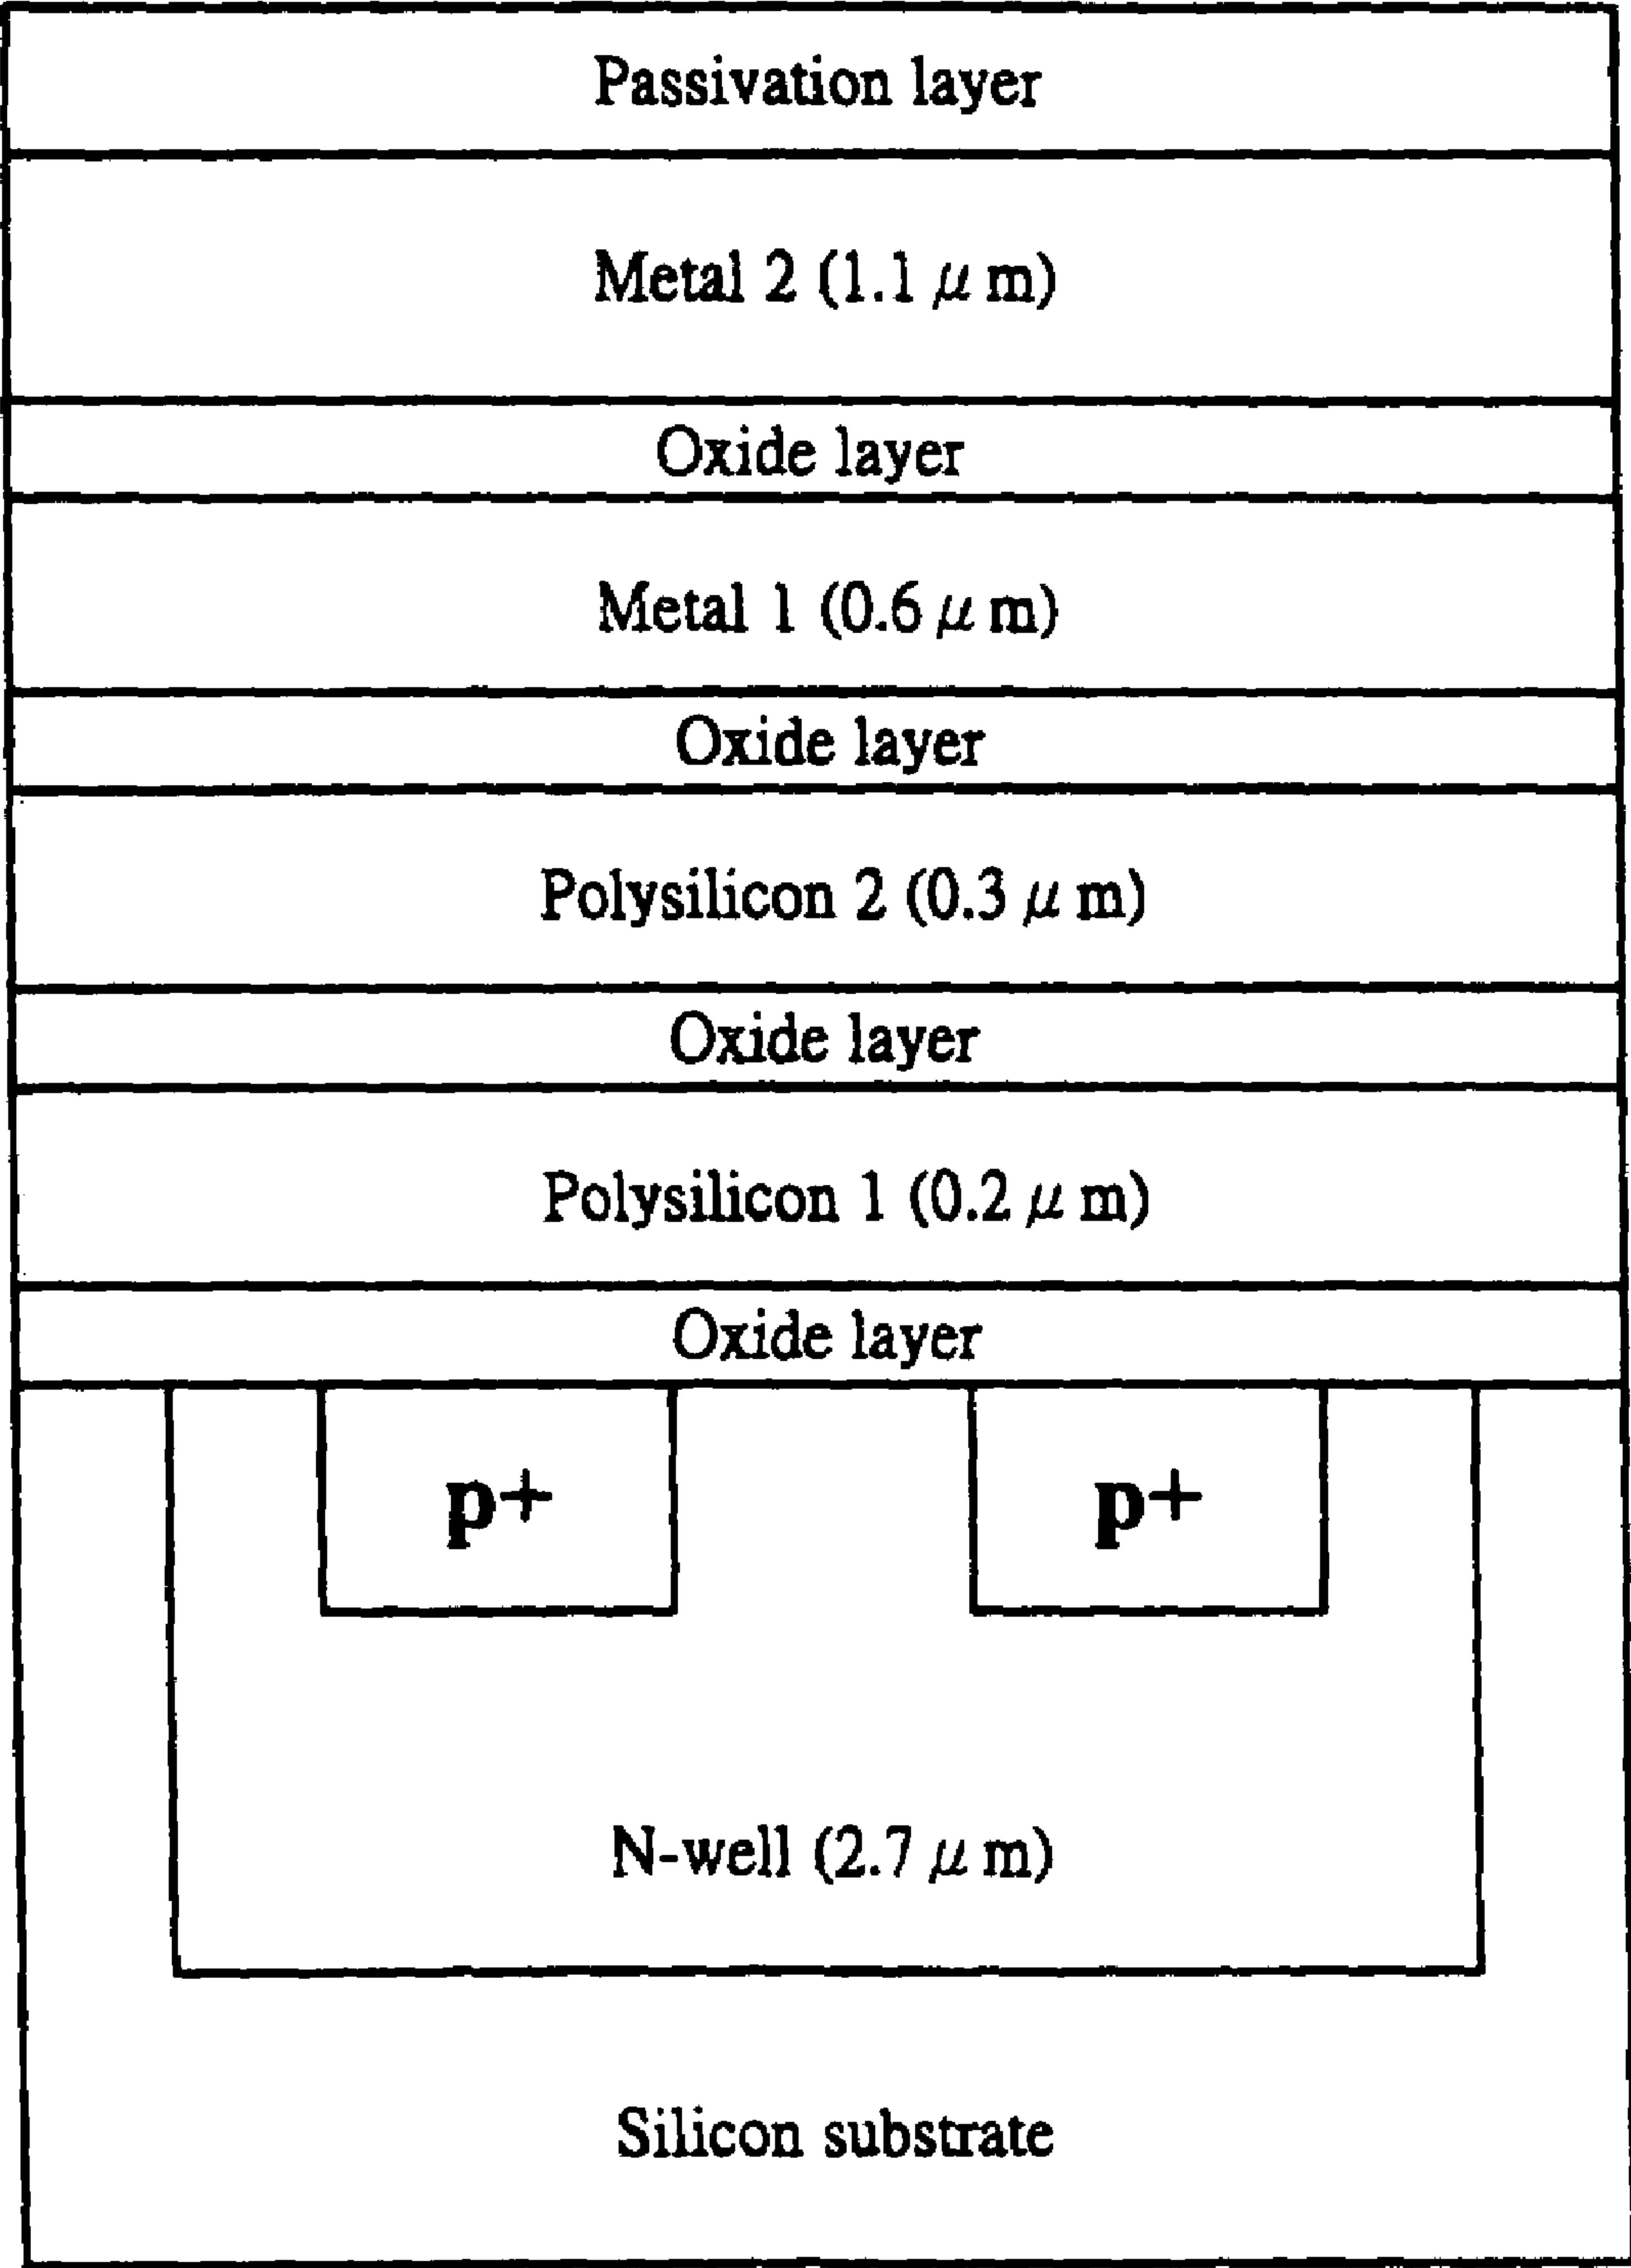 Passivation layer
Metal 2 (1.1 μ m)
Oxide layer
Metal 1 (0.6 μ m)
Oxide layer
Polysilicon 2 (0.3 μ m)
Oxide layer
Polysilicon 1 (0.2 μ m)
Oxide layer
p+ p+
N-well (2.7 μ m)
Silicon substrate